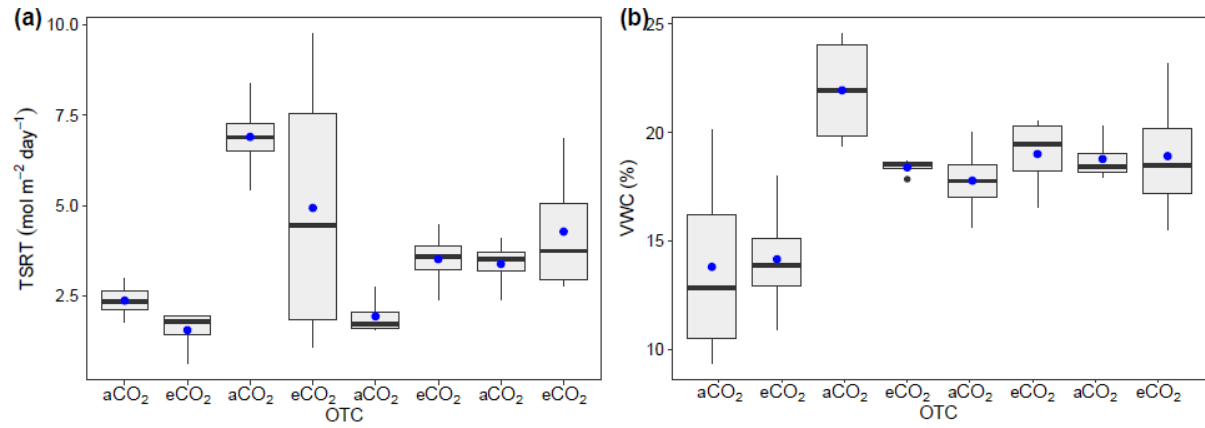 (a)
TSRT (mol m⁻² day⁻¹)
10.0
7.5
5.0
2.5
aCO₂ eCO₂ aCO₂ eCO₂ aCO₂ eCO₂ aCO₂ eCO₂
OTC
(b)
VWC (%)
25
20
15
10
aCO₂ eCO₂ aCO₂ eCO₂ aCO₂ eCO₂ aCO₂ eCO₂
OTC